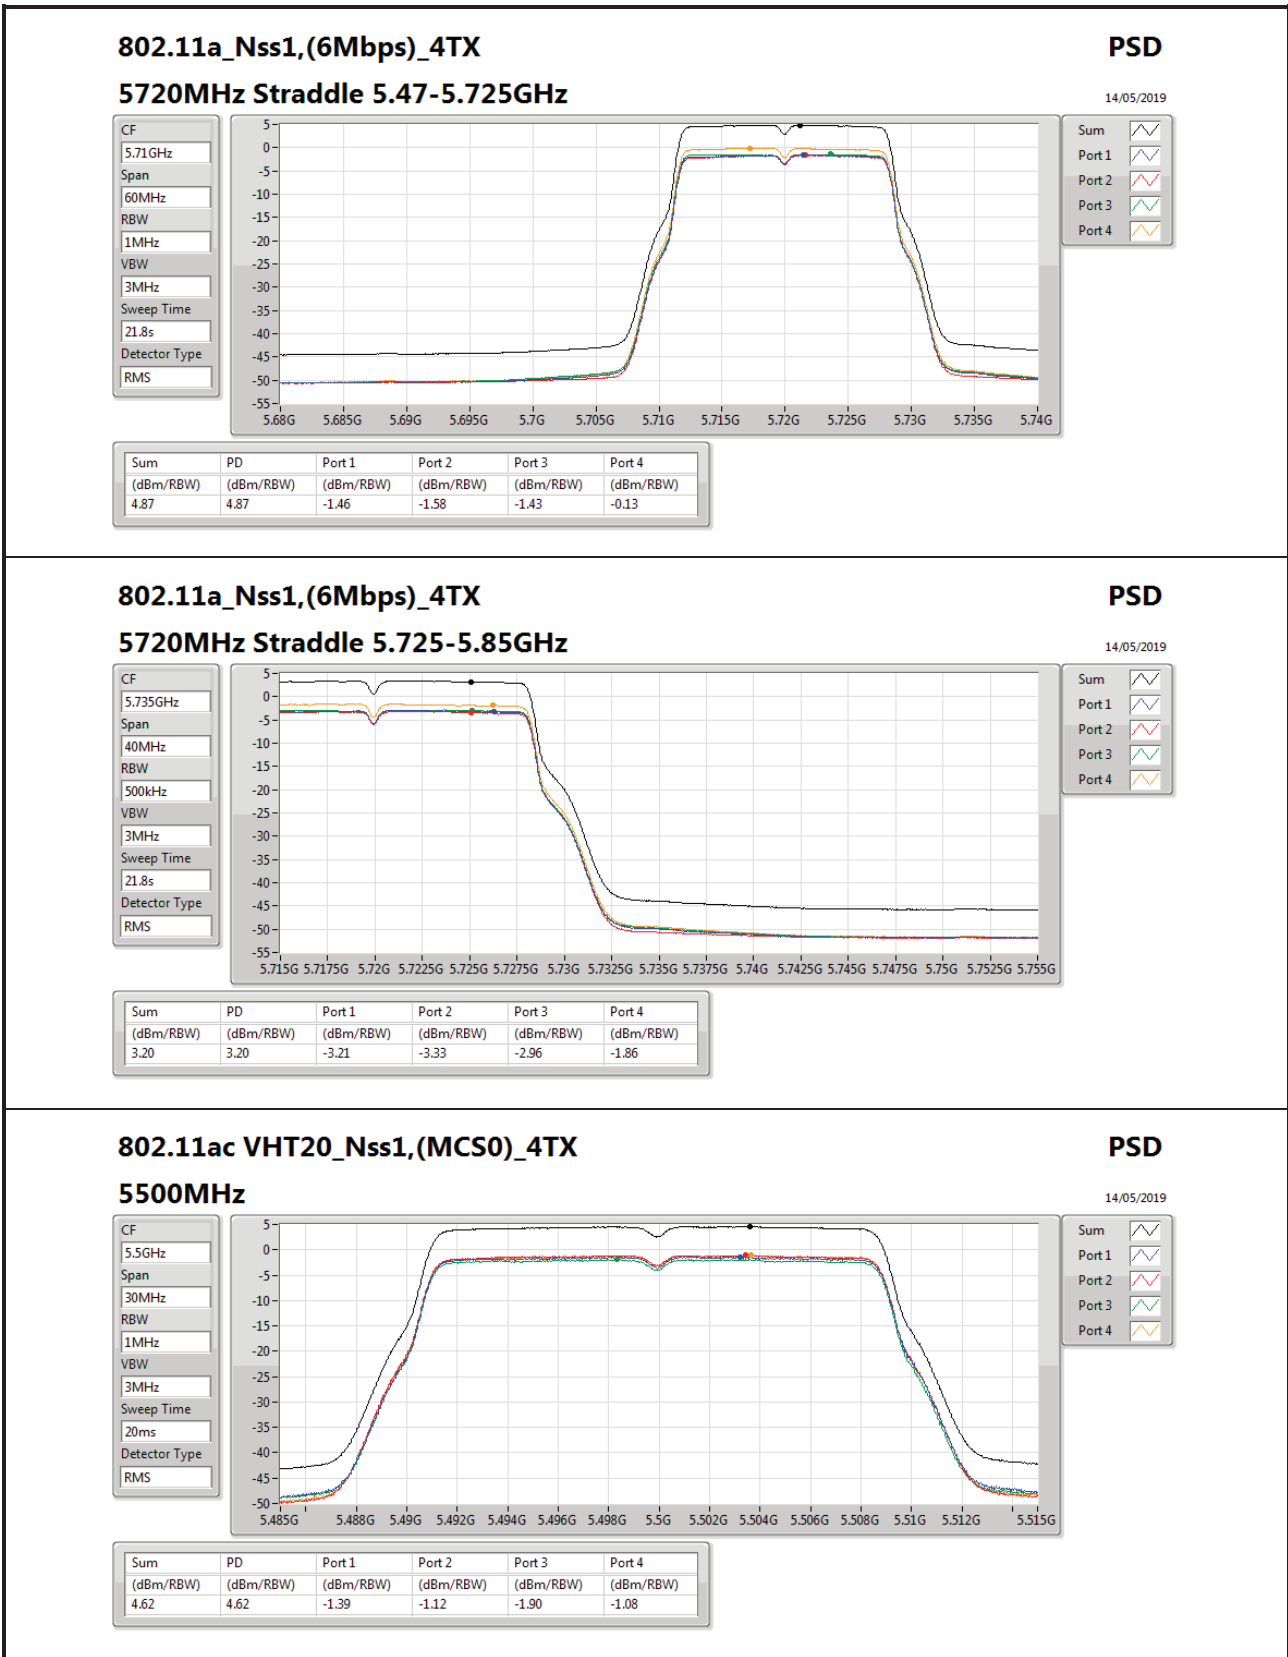 802.11a_Nss1,(6Mbps)_4TX PSD
5720MHz Straddle 5.47-5.725GHz 14/05/2019
CF
5.71GHz
Span
60MHz
RBW
1MHz
VBW
3MHz
Sweep Time
21.8s
Detector Type
RMS
5
0
-5
-10
-15
-20
-25
-30
-35
-40
-45
-50
-55
5.68G 5.685G 5.69G 5.695G 5.7G 5.705G 5.71G 5.715G 5.72G 5.725G 5.73G 5.735G 5.74G
Sum
Port 1
Port 2
Port 3
Port 4
Sum PD Port 1 Port 2 Port 3 Port 4
(dBm/RBW) (dBm/RBW) (dBm/RBW) (dBm/RBW) (dBm/RBW) (dBm/RBW)
4.87 4.87 -1.46 -1.58 -1.43 -0.13
802.11a_Nss1,(6Mbps)_4TX PSD
5720MHz Straddle 5.725-5.85GHz 14/05/2019
CF
5.735GHz
Span
40MHz
RBW
500kHz
VBW
3MHz
Sweep Time
21.8s
Detector Type
RMS
5
0
-5
-10
-15
-20
-25
-30
-35
-40
-45
-50
-55
5.715G 5.7175G 5.72G 5.7225G 5.725G 5.7275G 5.73G 5.7325G 5.735G 5.7375G 5.74G 5.7425G 5.745G 5.7475G 5.75G 5.7525G 5.755G
Sum
Port 1
Port 2
Port 3
Port 4
Sum PD Port 1 Port 2 Port 3 Port 4
(dBm/RBW) (dBm/RBW) (dBm/RBW) (dBm/RBW) (dBm/RBW) (dBm/RBW)
3.20 3.20 -3.21 -3.33 -2.96 -1.86
802.11ac VHT20_Nss1,(MCS0)_4TX PSD
5500MHz 14/05/2019
CF
5.5GHz
Span
30MHz
RBW
1MHz
VBW
3MHz
Sweep Time
20ms
Detector Type
RMS
5
0
-5
-10
-15
-20
-25
-30
-35
-40
-45
-50
5.485G 5.488G 5.49G 5.492G 5.494G 5.496G 5.498G 5.5G 5.502G 5.504G 5.506G 5.508G 5.51G 5.512G 5.515G
Sum
Port 1
Port 2
Port 3
Port 4
Sum PD Port 1 Port 2 Port 3 Port 4
(dBm/RBW) (dBm/RBW) (dBm/RBW) (dBm/RBW) (dBm/RBW) (dBm/RBW)
4.62 4.62 -1.39 -1.12 -1.90 -1.08